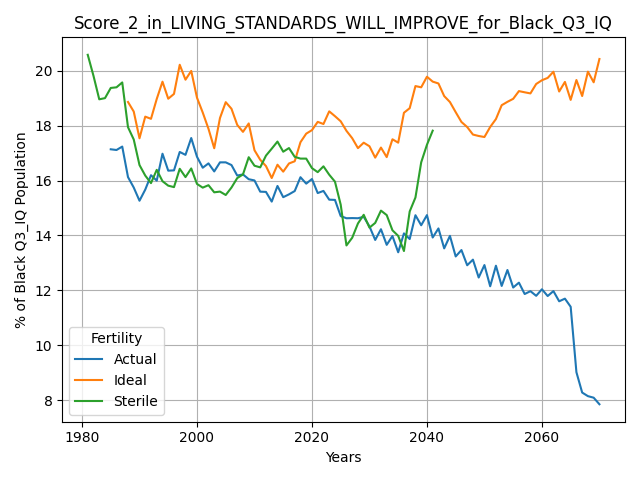 Score_2_in_LIVING_STANDARDS_WILL_IMPROVE_for_Black_Q3_IQ
% of Black Q3_IQ Population
20
18
16
14
12
10
8
Fertility
Actual
Ideal
Sterile
1980
2000
2020
2040
2060
Years